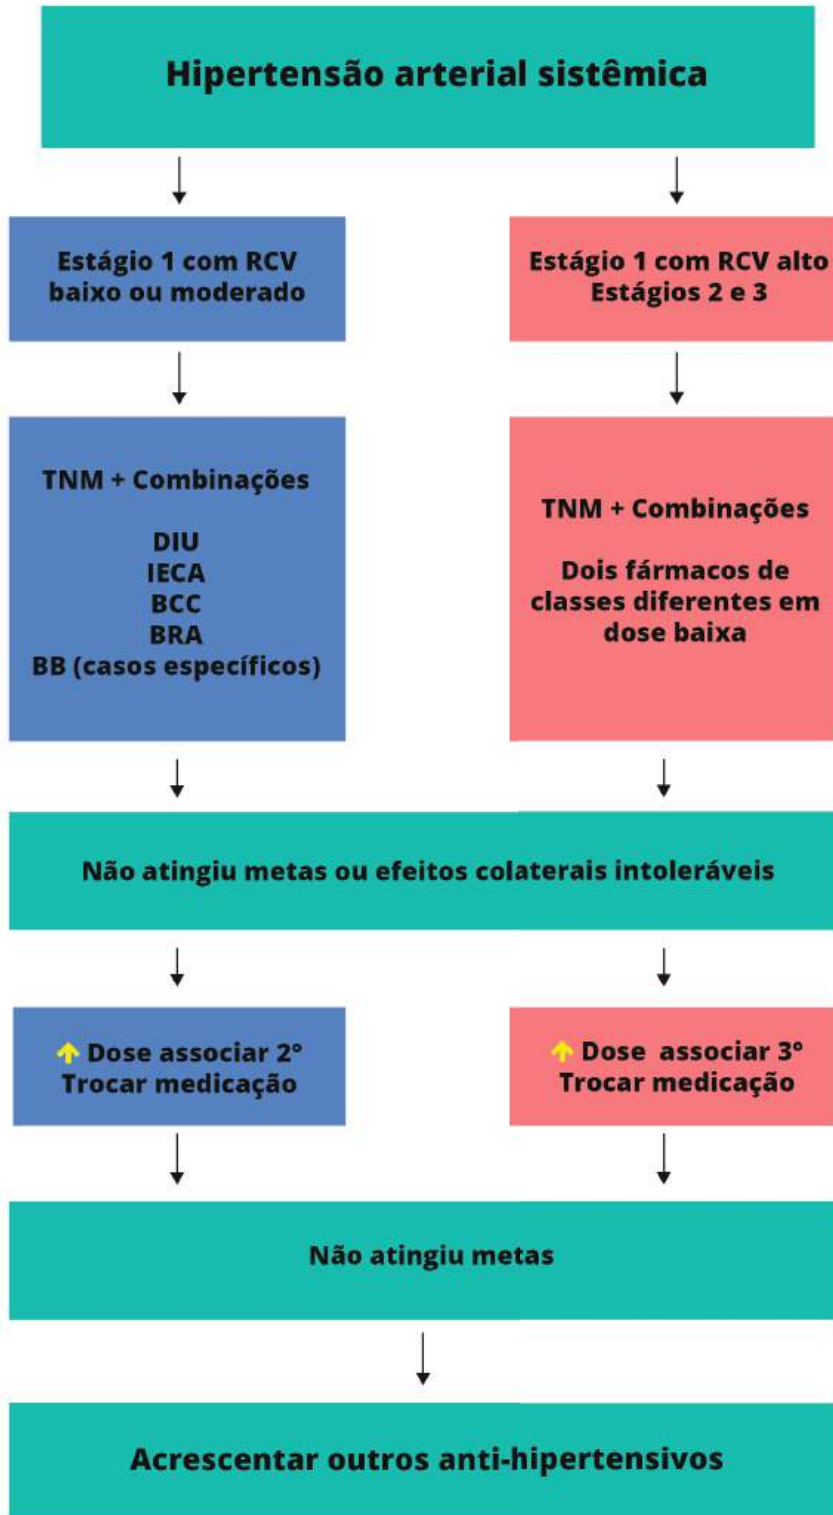 Hipertensão arterial sistêmica
Estágio 1 com RCV
baixo ou moderado
Estágio 1 com RCV alto
Estágios 2 e 3
TNM + Combinações
DIU
IECA
BCC
BRA
BB (casos específicos)
TNM + Combinações
Dois fármacos de
classes diferentes em
dose baixa
Não atingiu metas ou efeitos colaterais intoleráveis
↑ Dose associar 2°
Trocar medicação
↑ Dose associar 3°
Trocar medicação
Não atingiu metas
Acrescentar outros anti-hipertensivos